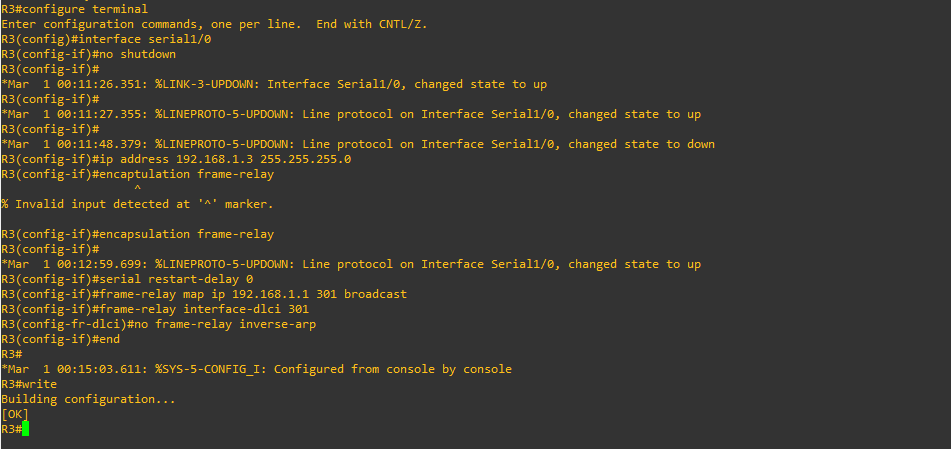 R3#configure terminal
Enter configuration commands, one per line.  End with CNTL/Z.
R3(config)#interface serial1/0
R3(config-if)#no shutdown
R3(config-if)#
*Mar  1 00:11:26.351: %LINK-3-UPDOWN: Interface Serial1/0, changed state to up
R3(config-if)#
*Mar  1 00:11:27.355: %LINEPROTO-5-UPDOWN: Line protocol on Interface Serial1/0, changed state to up
R3(config-if)#
*Mar  1 00:11:48.379: %LINEPROTO-5-UPDOWN: Line protocol on Interface Serial1/0, changed state to down
R3(config-if)#ip address 192.168.1.3 255.255.255.0
R3(config-if)#encaptulation frame-relay
                   ^
% Invalid input detected at '^' marker.

R3(config-if)#encapsulation frame-relay
R3(config-if)#
*Mar  1 00:12:59.699: %LINEPROTO-5-UPDOWN: Line protocol on Interface Serial1/0, changed state to up
R3(config-if)#serial restart-delay 0
R3(config-if)#frame-relay map ip 192.168.1.1 301 broadcast
R3(config-if)#frame-relay interface-dlci 301
R3(config-fr-dlci)#no frame-relay inverse-arp
R3(config-if)#end
R3#
*Mar  1 00:15:03.611: %SYS-5-CONFIG_I: Configured from console by console
R3#write
Building configuration...
[OK]
R3#